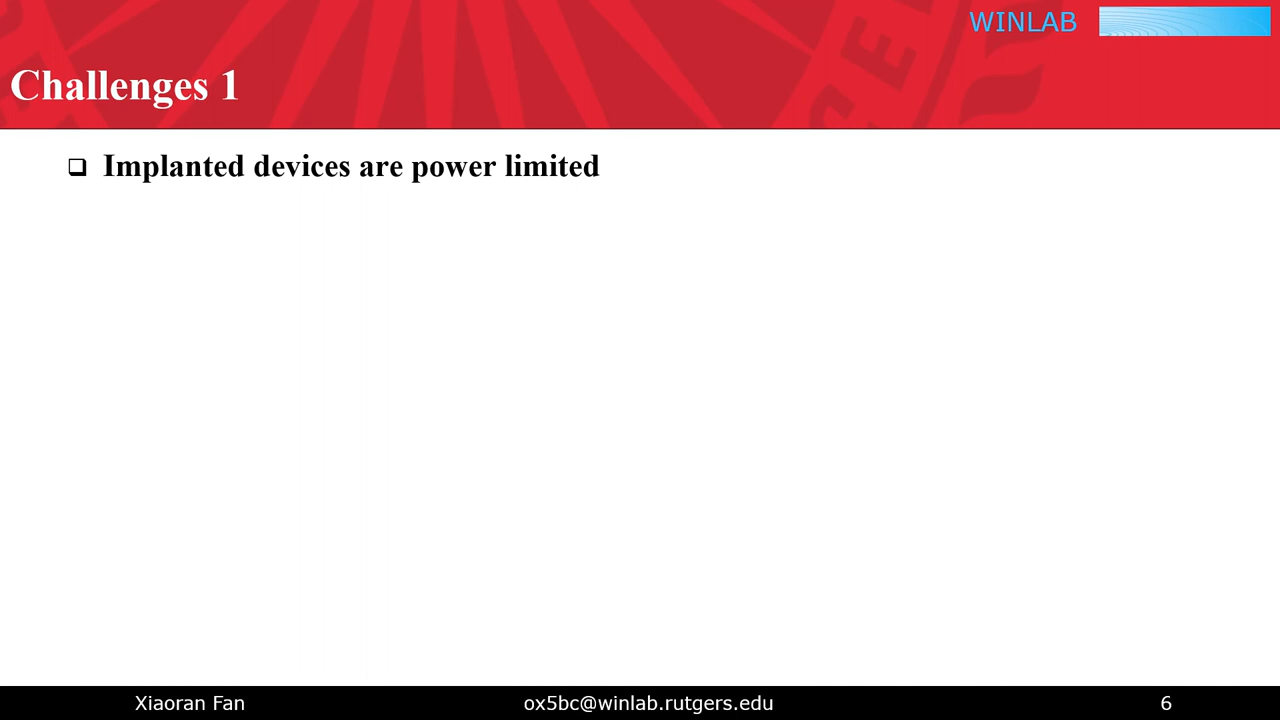 WINLAB
Challenges 1
❑ Implanted devices are power limited
Xiaoran Fan ox5bc@winlab.rutgers.edu 6